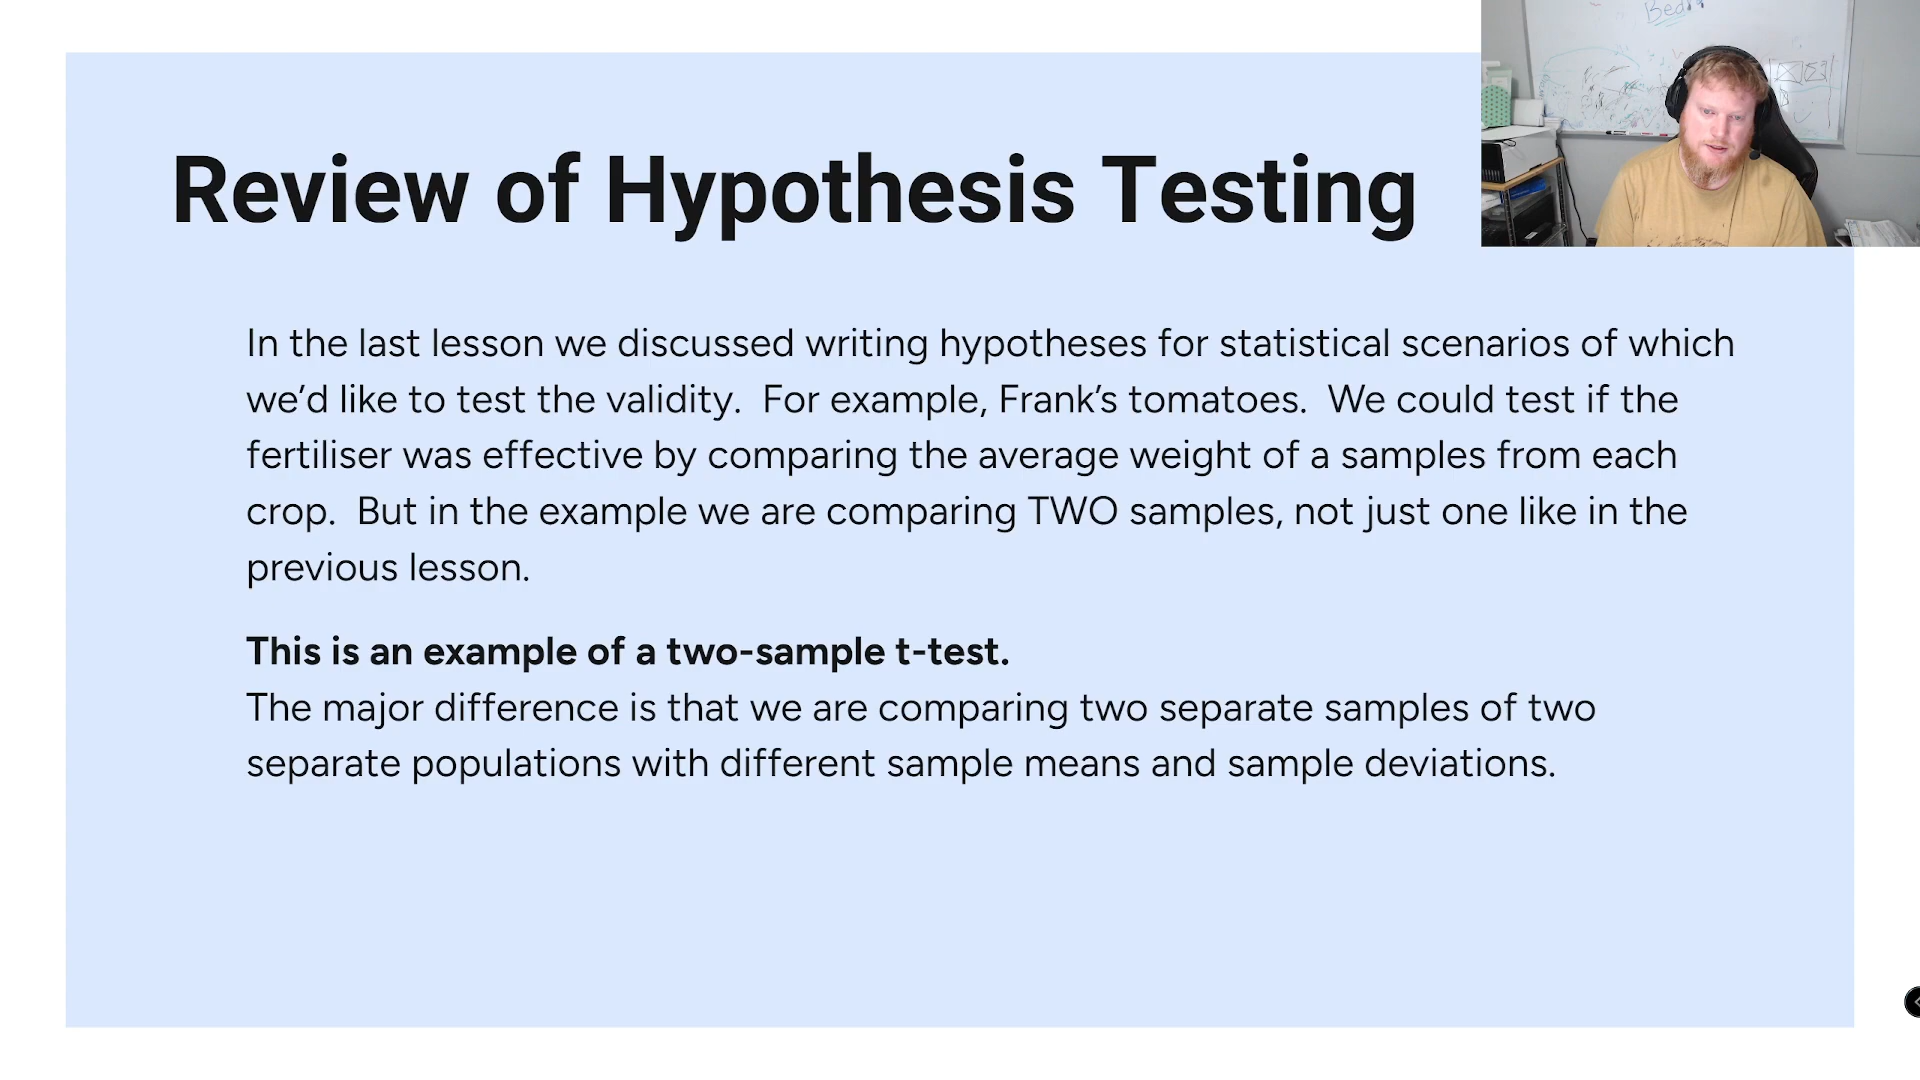 Review of Hypothesis Testing
In the last lesson we discussed writing hypotheses for statistical scenarios of which
we’d like to test the validity.  For example, Frank’s tomatoes.  We could test if the
fertiliser was effective by comparing the average weight of a samples from each
crop.  But in the example we are comparing TWO samples, not just one like in the
previous lesson.
This is an example of a two-sample t-test.
The major difference is that we are comparing two separate samples of two
separate populations with different sample means and sample deviations.